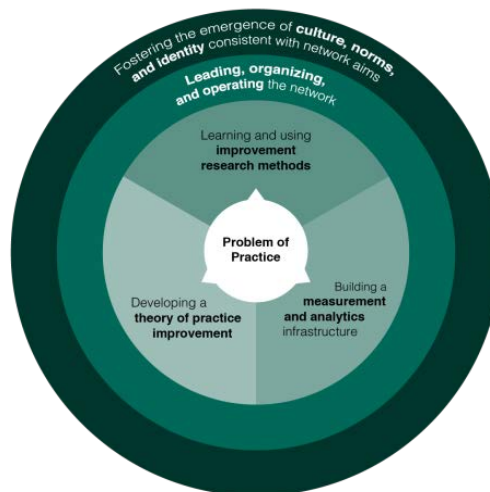 Fostering the emergence of culture, norms,
and identity consistent with network aims
Leading, organizing,
and operating the network
Learning and using
improvement
research methods
Problem of
Practice
Developing a
theory of practice
improvement
Building a
measurement
and analytics
infrastructure